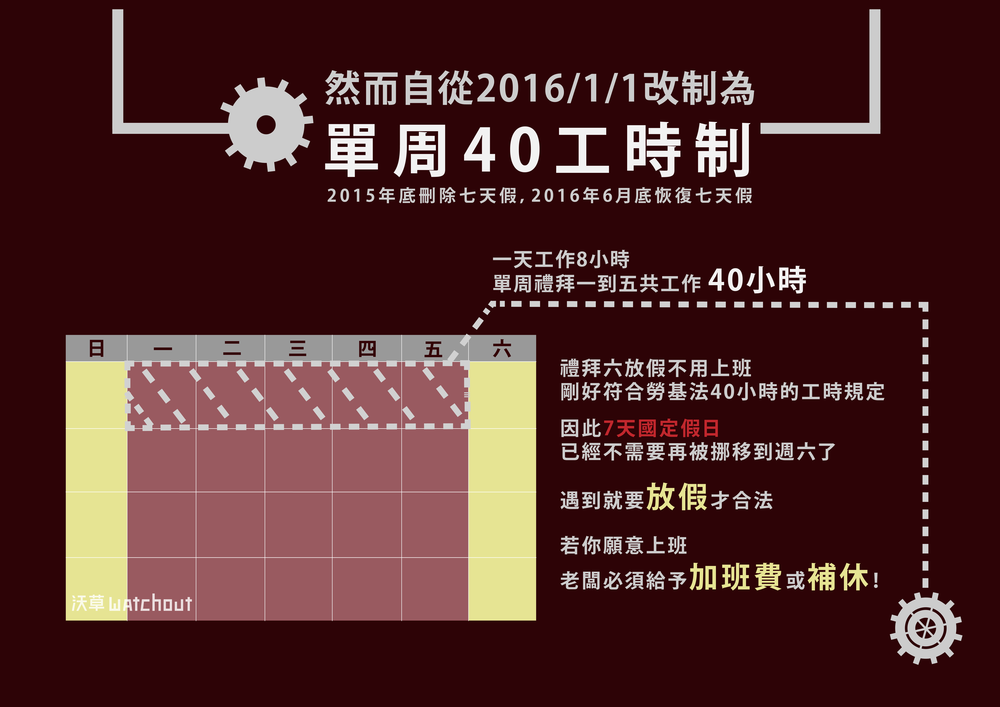 然而自從2016/1/1改制為
單周40工時制
2015年底刪除七天假, 2016年6月底恢復七天假
一天工作8小時
單周禮拜一到五共工作 40小時
日 一 二 三 四 五 六
禮拜六放假不用上班
剛好符合勞基法40小時的工時規定
因此7天國定假日
已經不需要再被挪移到週六了
遇到就要放假才合法
若你願意上班
老闆必須給予加班費或補休!
沃草 watchout